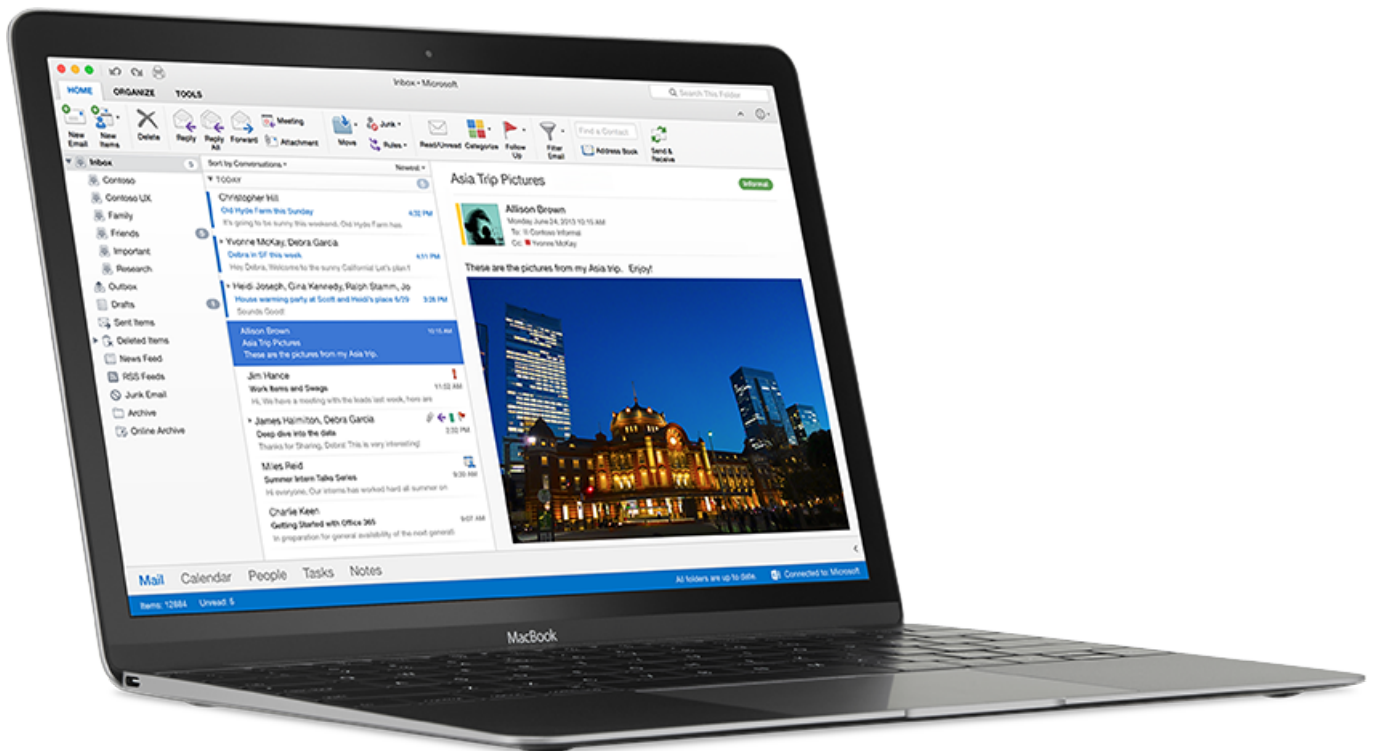 Inbox • Microsoft
Search This Folder
HOME ORGANIZE TOOLS
New Email
New Items
Delete
Reply
Reply All
Forward
Meeting
Attachment
Move
Junk
Rules
Read/Unread
Categorize
Follow Up
Filter Email
Find a Contact
Address Book
Send & Receive
Inbox 5
Contoso
Contoso UX
Family
Friends
Important
Research
Outbox
Drafts
Sent Items
Deleted Items
News Feed
RSS Feeds
Junk Email
Archive
Online Archive
Sort by Conversations Newest
TODAY
Christopher Hill
Old Hyde Farm this Sunday 4:32 PM
It's going to be sunny this weekend, Old Hyde Farm has
Yvonne McKay, Debra Garcia
Debra in SF this week 4:11 PM
Hey Debra, Welcome to the sunny California! Let's plan f
Heidi Joseph, Gina Kennedy, Ralph Stamm, Jo
House warming party at Scott and Heidi's place 6/29 3:28 PM
Sounds Good!
Allison Brown 10:15 AM
Asia Trip Pictures
These are the pictures from my Asia trip.
Jim Hance
Work Items and Swags 11:02 AM
Hi, We have a meeting with the leads last week, here are
James Halmilton, Debra Garcia
Deep dive into the data 2:32 PM
Thanks for Sharing, Debra! This is very interesting!
Miles Reid
Summer Intern Talks Series 9:20 AM
Hi everyone, Our interns has worked hard all summer on
Charlie Keen
Getting Started with Office 365 9:07 AM
In preparation for general availability of the next generati
Asia Trip Pictures
Informal
Allison Brown
Monday, June 24, 2013 10:15 AM
To: Contoso Informal
Cc: Yvonne McKay
These are the pictures from my Asia trip. Enjoy!
Mail Calendar People Tasks Notes
Items: 12884 Unread: 5
All folders are up to date. Connected to: Microsoft
MacBook